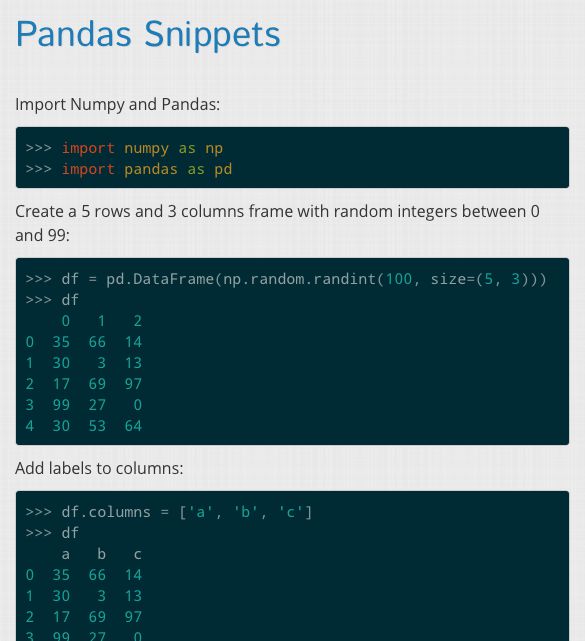 Pandas Snippets
Import Numpy and Pandas:
>>> import numpy as np
>>> import pandas as pd
Create a 5 rows and 3 columns frame with random integers between 0
and 99:
>>> df = pd.DataFrame(np.random.randint(100, size=(5, 3)))
>>> df
    0   1   2
0  35  66  14
1  30   3  13
2  17  69  97
3  99  27   0
4  30  53  64
Add labels to columns:
>>> df.columns = ['a', 'b', 'c']
>>> df
    a   b   c
0  35  66  14
1  30   3  13
2  17  69  97
3  99  27   0